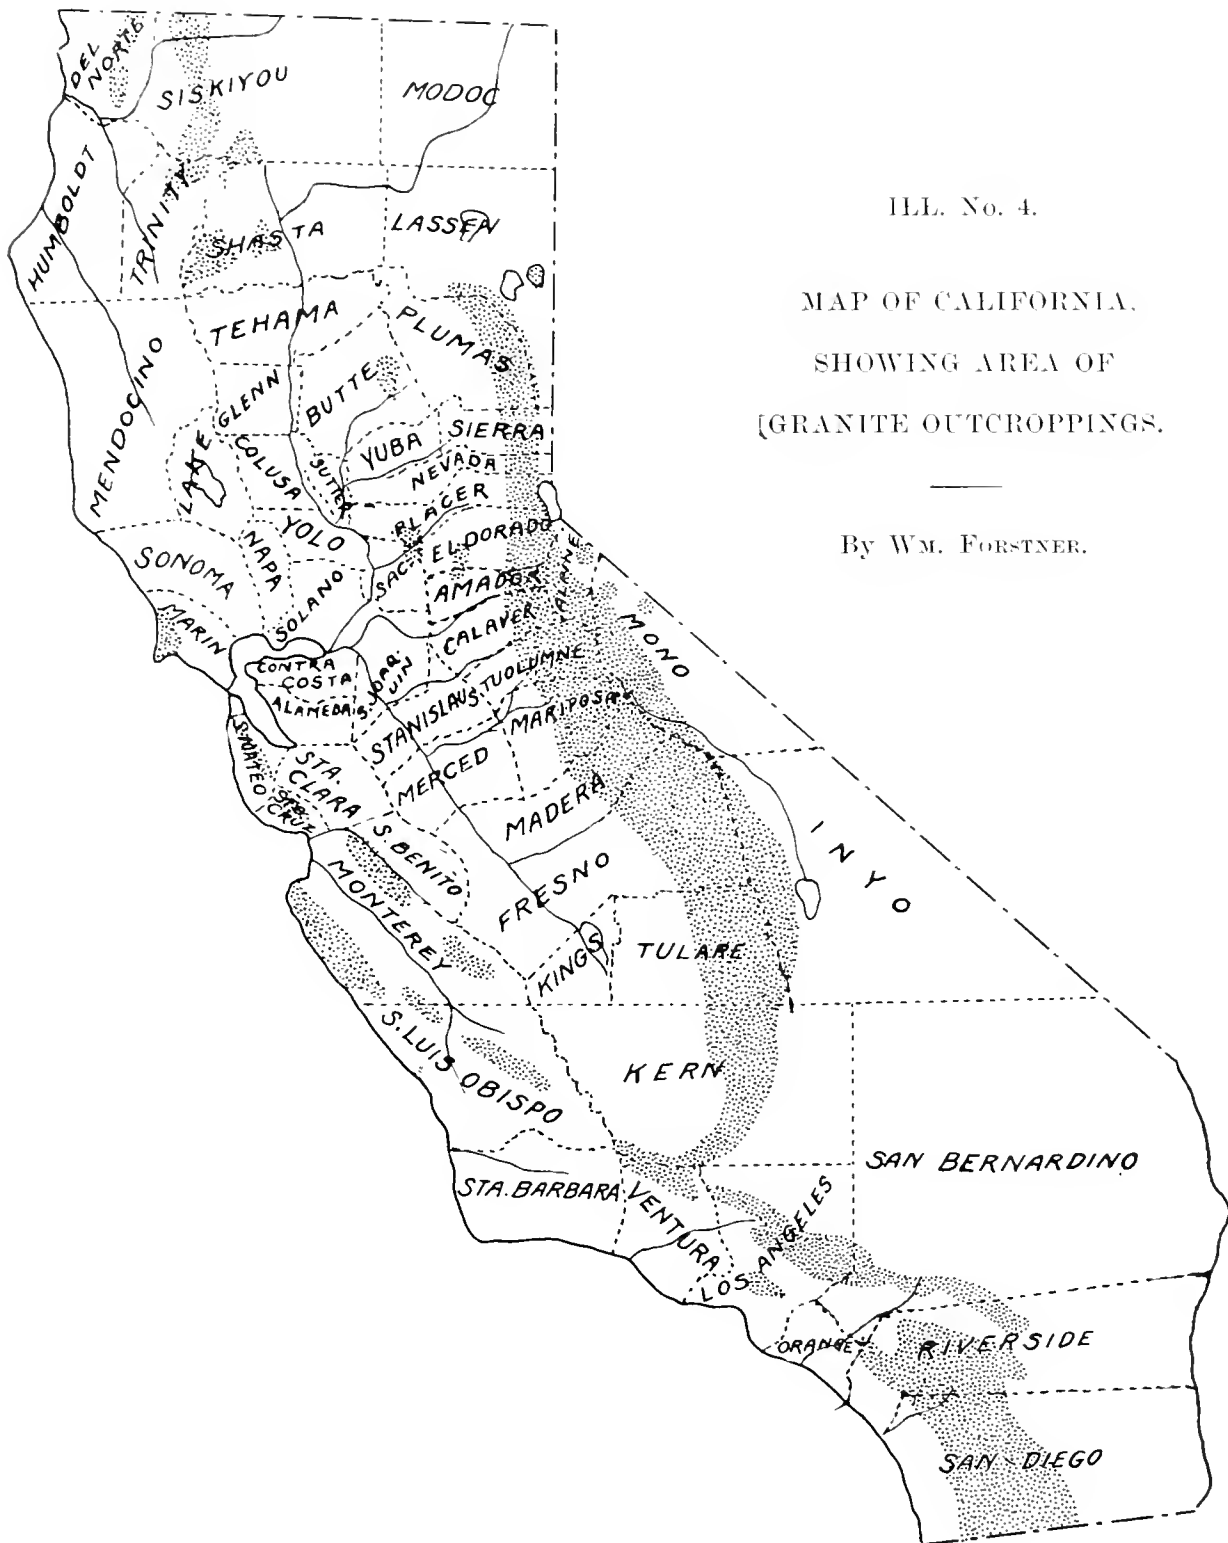 ILL. No. 4.
MAP OF CALIFORNIA,
SHOWING AREA OF
[GRANITE OUTCROPPINGS.
By WM. FORSTNER.
DEL
NORTE
SISKIYOU
MODOC
HUMBOLDT
TRINITY
SHASTA
LASSEN
TEHAMA
PLUMAS
MENDOCINO
GLENN
BUTTE
LAKE
COLUSA
SUTTER
YUBA
SIERRA
NEVADA
PLACER
YOLO
NAPA
SONOMA
SOLANO
SAC-
ELDORADO
AMADOR
ALPINE
MARIN
CALAVER
MONO
CONTRA
COSTA
S JOAQ-
UIN
ALAMEDA
STANISLAUS
TUOLUMNE
MARIPOSA
S. MATEO
STA.
CLARA
STA.
CRUZ
MERCED
MADERA
S. BENITO
MONTEREY
FRESNO
INYO
KINGS
TULARE
S. LUIS OBISPO
KERN
SAN BERNARDINO
STA. BARBARA
VENTURA
LOS ANGELES
ORANGE
RIVERSIDE
SAN-DIEGO